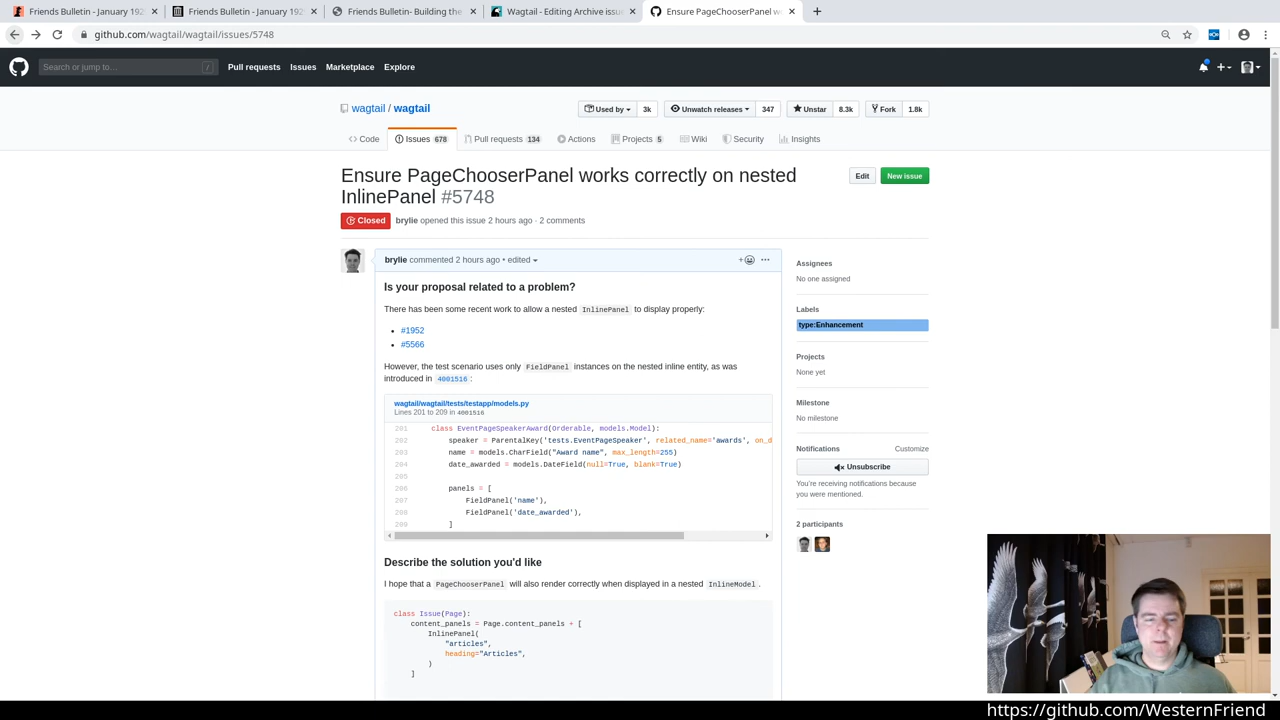 Friends Bulletin - January 192
Friends Bulletin - January 192
Friends Bulletin- Building the
Wagtail - Editing Archive issu
Ensure PageChooserPanel wo
github.com/wagtail/wagtail/issues/5748
Search or jump to…
/
Pull requests
Issues
Marketplace
Explore
wagtail / wagtail
Used by
3k
Unwatch releases
347
Unstar
8.3k
Fork
1.8k
Code
Issues 678
Pull requests 134
Actions
Projects 5
Wiki
Security
Insights
Ensure PageChooserPanel works correctly on nested
InlinePanel #5748
Edit
New issue
Closed
brylie opened this issue 2 hours ago · 2 comments
brylie commented 2 hours ago • edited
Is your proposal related to a problem?
There has been some recent work to allow a nested InlinePanel to display properly:
• #1952
• #5566
However, the test scenario uses only FieldPanel instances on the nested inline entity, as was
introduced in 4001516 :
wagtail/wagtail/tests/testapp/models.py
Lines 201 to 209 in 4001516
201 class EventPageSpeakerAward(Orderable, models.Model):
202 speaker = ParentalKey('tests.EventPageSpeaker', related_name='awards', on_d
203 name = models.CharField("Award name", max_length=255)
204 date_awarded = models.DateField(null=True, blank=True)
205
206 panels = [
207 FieldPanel('name'),
208 FieldPanel('date_awarded'),
209 ]
Describe the solution you'd like
I hope that a PageChooserPanel will also render correctly when displayed in a nested InlineModel .
class Issue(Page):
content_panels = Page.content_panels + [
InlinePanel(
"articles",
heading="Articles",
)
]
Assignees
No one assigned
Labels
type:Enhancement
Projects
None yet
Milestone
No milestone
Notifications
Customize
Unsubscribe
You're receiving notifications because
you were mentioned.
2 participants
https://github.com/WesternFriend